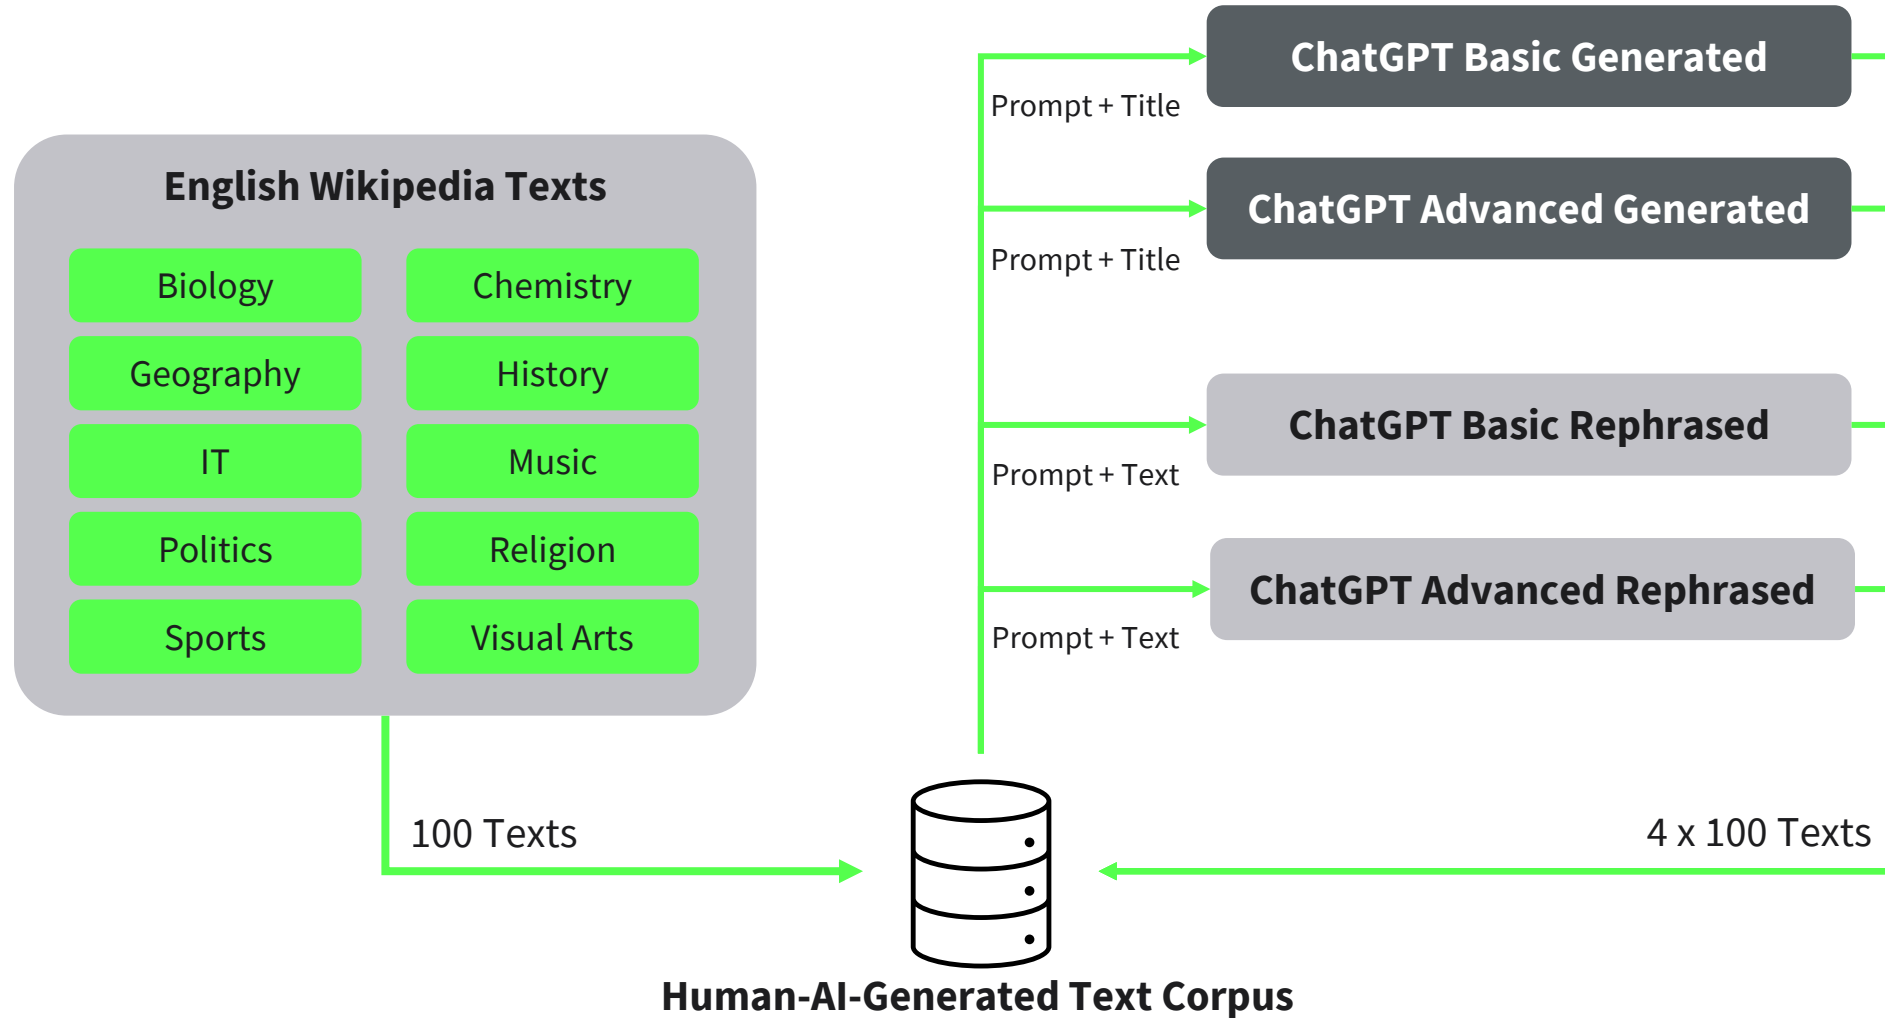 English Wikipedia Texts
Biology
Chemistry
Geography
History
IT
Music
Politics
Religion
Sports
Visual Arts
100 Texts
ChatGPT Basic Generated
Prompt + Title
ChatGPT Advanced Generated
Prompt + Title
ChatGPT Basic Rephrased
Prompt + Text
ChatGPT Advanced Rephrased
Prompt + Text
4 x 100 Texts
Human-AI-Generated Text Corpus